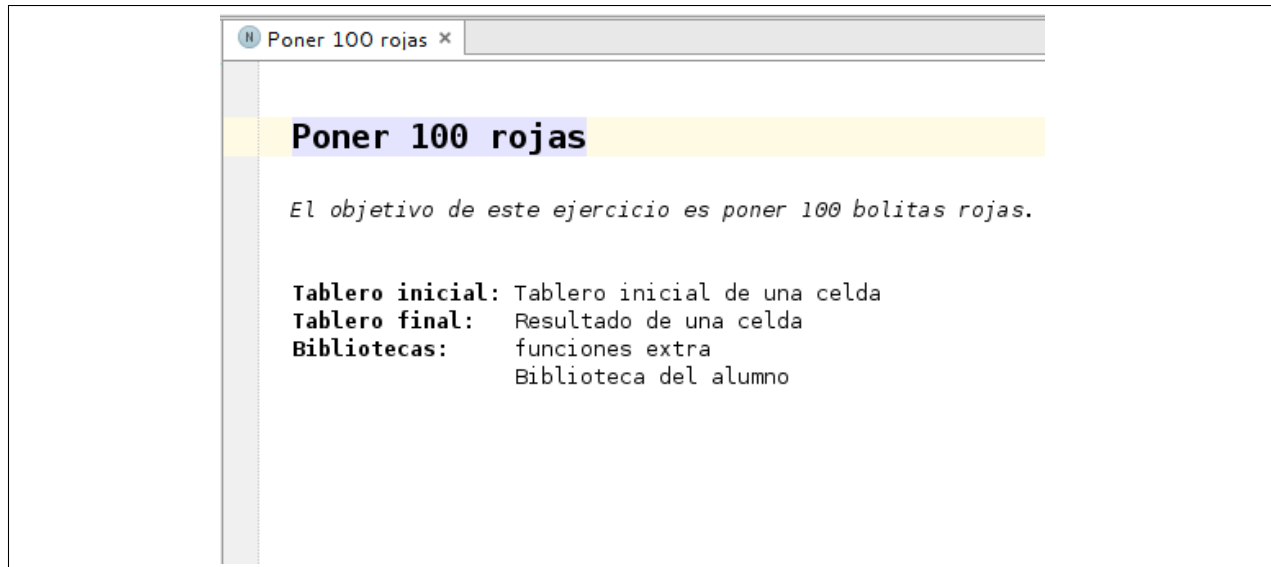 N Poner 100 rojas ×
Poner 100 rojas
El objetivo de este ejercicio es poner 100 bolitas rojas.
Tablero inicial: Tablero inicial de una celda
Tablero final: Resultado de una celda
Bibliotecas: funciones extra
Biblioteca del alumno